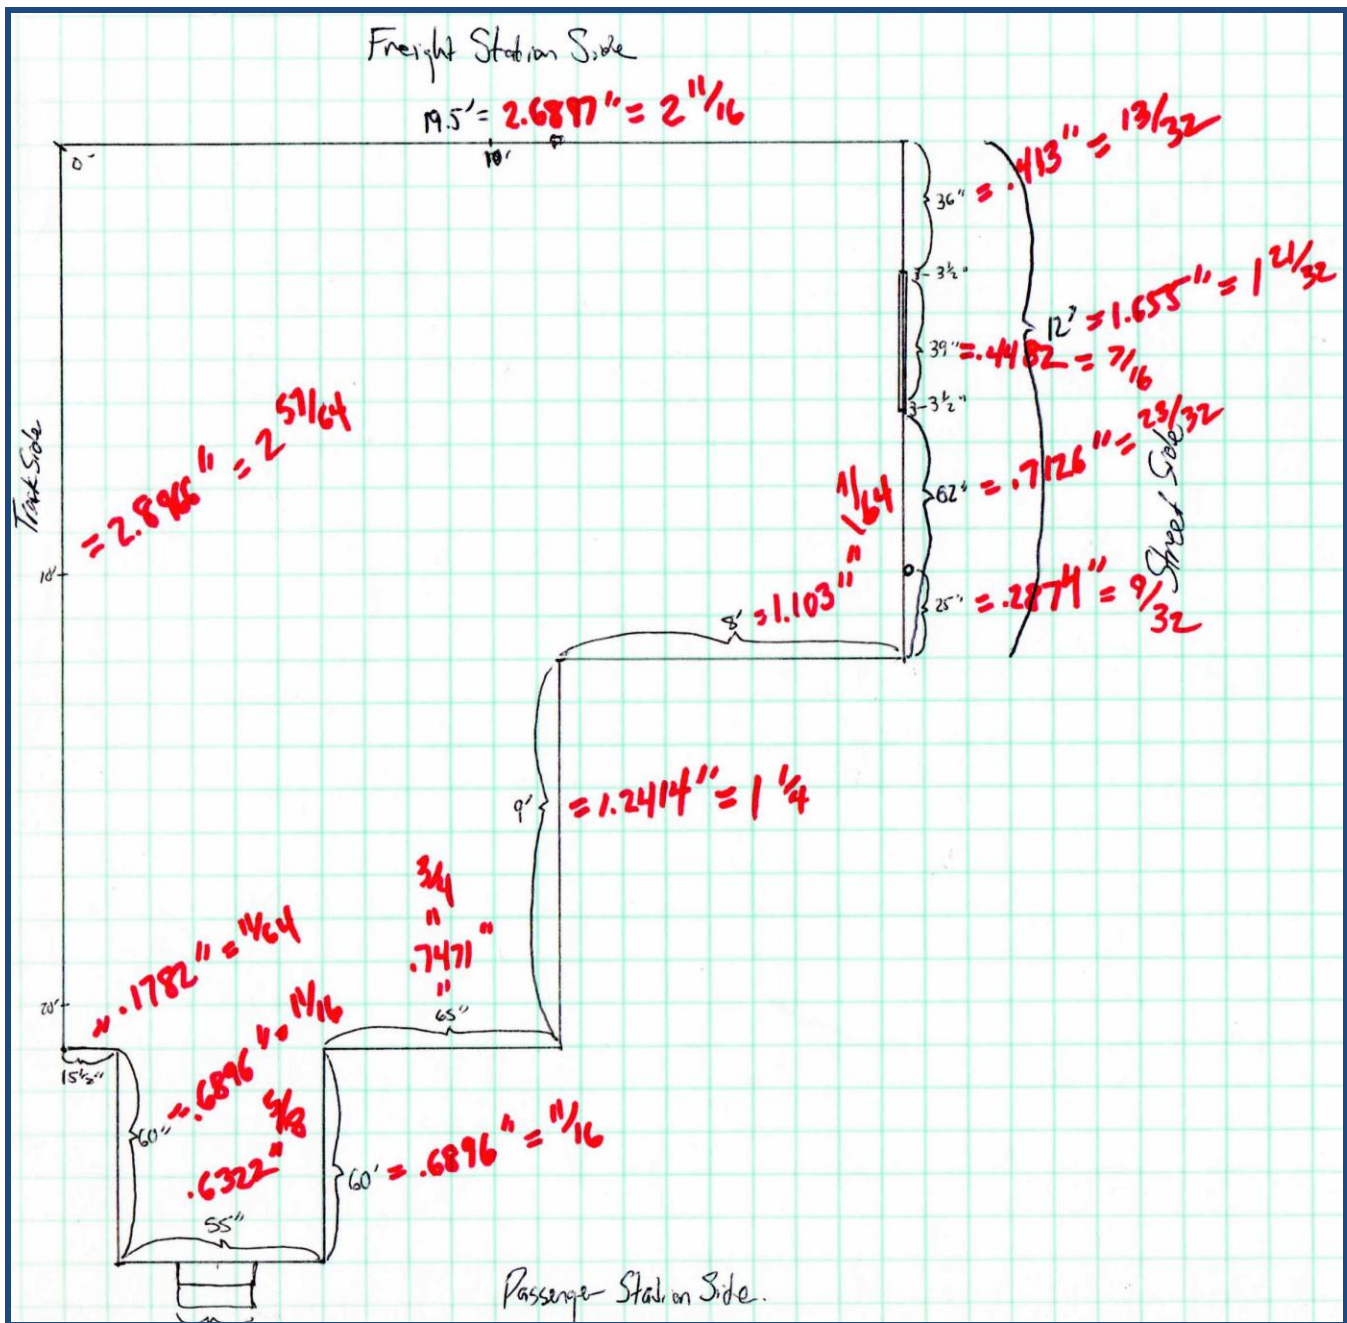 Freight Station Side
19.5' = 2.6897" = 2 11/16
0'
10'
36" = .413" = 13/32
3-3½"
12" = 1.655" = 1 21/32
39" = .4482 = 7/16
3-3½"
62" = .7126" = 23/32
Street Side
Track Side
= 2.8966" = 2 57/64
10'
25" = .2874" = 9/32
8' = 1.103"
9' = 1.2414" = 1 1/4
3/4
"
.7471"
"
65"
20'
= .1782" = 11/64
15½"
60" = .6896" = 11/16
5/8
.6322"
55"
60' = .6896" = 11/16
Passenger Station Side.